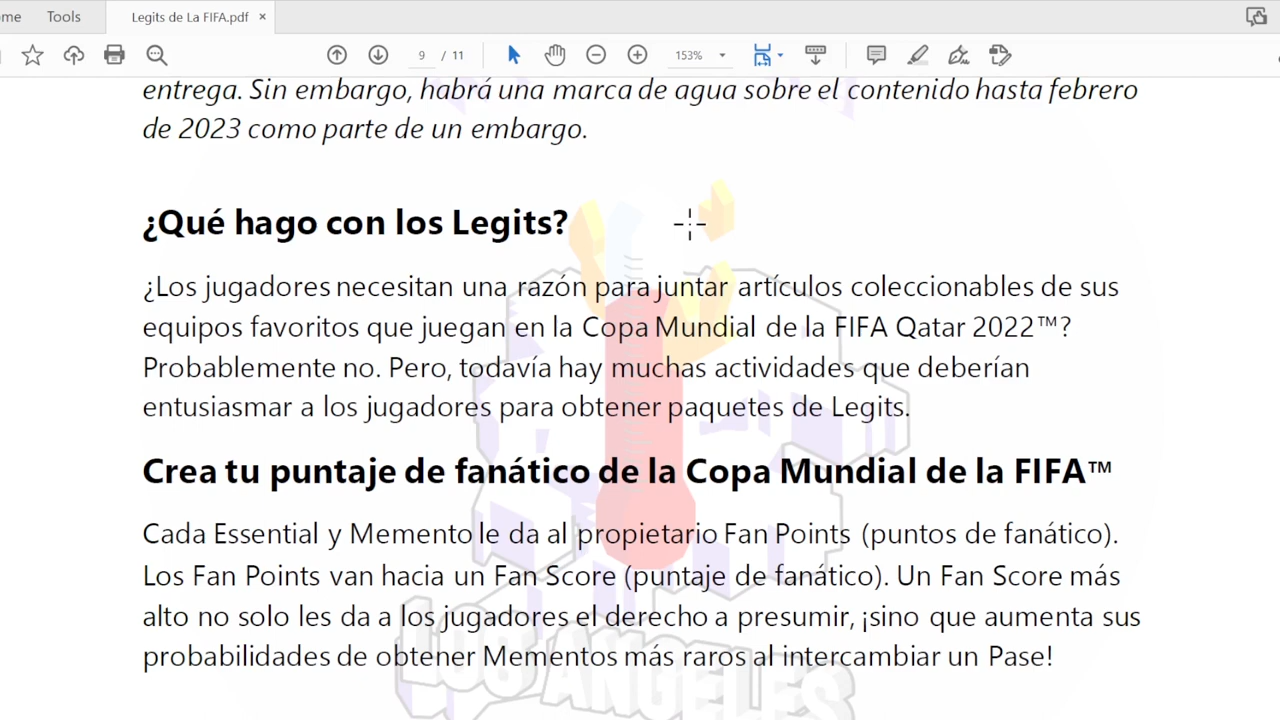 ome Tools Legits de La FIFA.pdf ×
9 / 11 153%
entrega. Sin embargo, habrá una marca de agua sobre el contenido hasta febrero
de 2023 como parte de un embargo.
¿Qué hago con los Legits?
¿Los jugadores necesitan una razón para juntar artículos coleccionables de sus
equipos favoritos que juegan en la Copa Mundial de la FIFA Qatar 2022™?
Probablemente no. Pero, todavía hay muchas actividades que deberían
entusiasmar a los jugadores para obtener paquetes de Legits.
Crea tu puntaje de fanático de la Copa Mundial de la FIFA™
Cada Essential y Memento le da al propietario Fan Points (puntos de fanático).
Los Fan Points van hacia un Fan Score (puntaje de fanático). Un Fan Score más
alto no solo les da a los jugadores el derecho a presumir, ¡sino que aumenta sus
probabilidades de obtener Mementos más raros al intercambiar un Pase!
LOS ANGELES